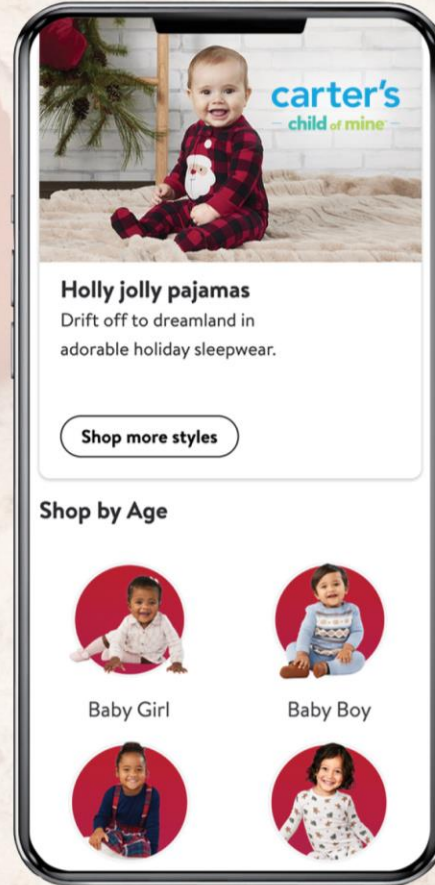 carter's
child of mine
Holly jolly pajamas
Drift off to dreamland in
adorable holiday sleepwear.
Shop more styles
Shop by Age
Baby Girl
Baby Boy